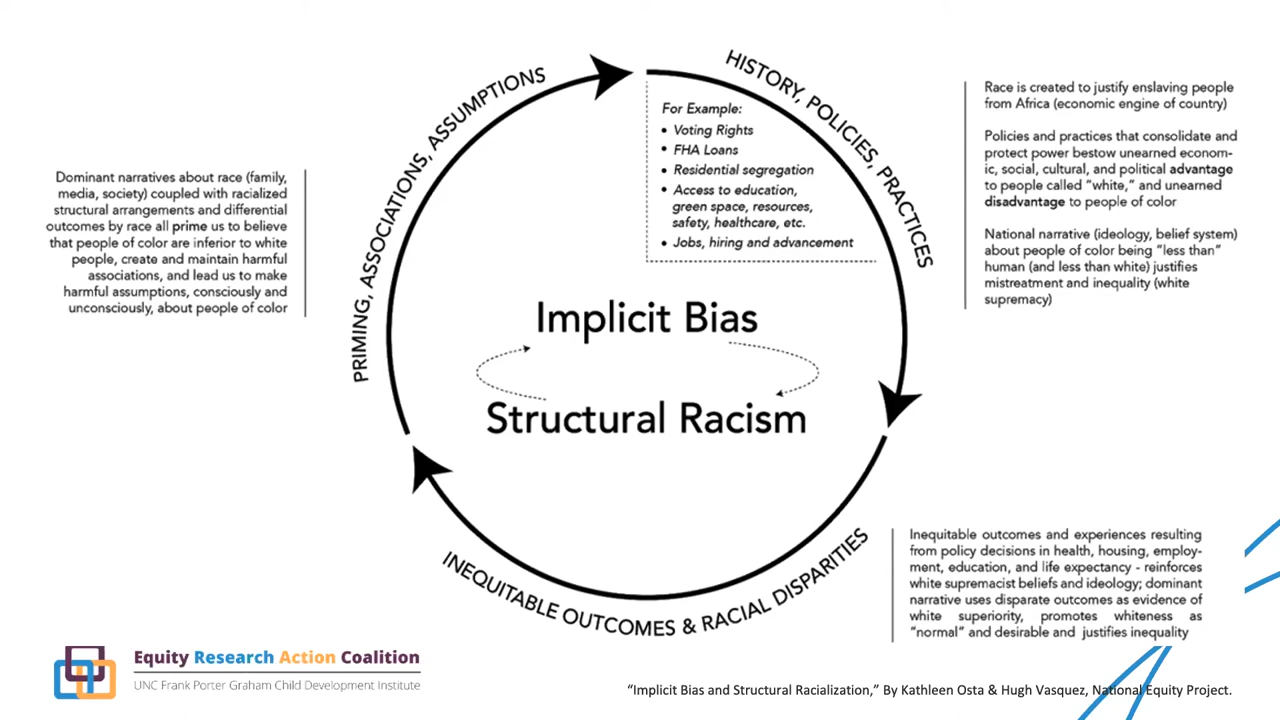 PRIMING, ASSOCIATIONS, ASSUMPTIONS
HISTORY, POLICIES, PRACTICES
For Example:
• Voting Rights
• FHA Loans
• Residential segregation
• Access to education,
green space, resources,
safety, healthcare, etc.
• Jobs, hiring and advancement
Race is created to justify enslaving people
from Africa (economic engine of country)
Policies and practices that consolidate and
protect power bestow unearned econom-
ic, social, cultural, and political advantage
to people called “white,” and unearned
disadvantage to people of color
National narrative (ideology, belief system)
about people of color being “less than”
human (and less than white) justifies
mistreatment and inequality (white
supremacy)
Dominant narratives about race (family,
media, society) coupled with racialized
structural arrangements and differential
outcomes by race all prime us to believe
that people of color are inferior to white
people, create and maintain harmful
associations, and lead us to make
harmful assumptions, consciously and
unconsciously, about people of color
Implicit Bias
Structural Racism
INEQUITABLE OUTCOMES & RACIAL DISPARITIES
Inequitable outcomes and experiences resulting
from policy decisions in health, housing, employ-
ment, education, and life expectancy - reinforces
white supremacist beliefs and ideology; dominant
narrative uses disparate outcomes as evidence of
white superiority, promotes whiteness as
“normal” and desirable and justifies inequality
Equity Research Action Coalition
UNC Frank Porter Graham Child Development Institute
“Implicit Bias and Structural Racialization,” By Kathleen Osta & Hugh Vasquez, National Equity Project.